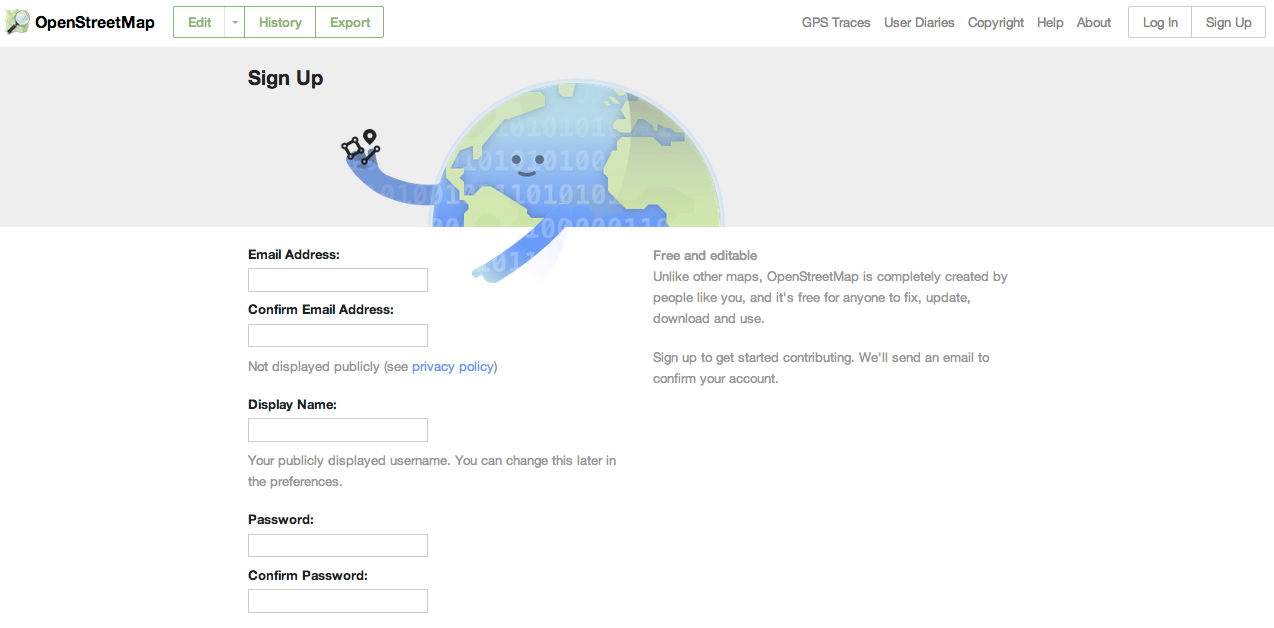 OpenStreetMap Edit History Export GPS Traces User Diaries Copyright Help About Log In Sign Up
Sign Up
Email Address:
Confirm Email Address:
Not displayed publicly (see privacy policy)
Display Name:
Your publicly displayed username. You can change this later in
the preferences.
Password:
Confirm Password:
Free and editable
Unlike other maps, OpenStreetMap is completely created by
people like you, and it's free for anyone to fix, update,
download and use.
Sign up to get started contributing. We'll send an email to
confirm your account.